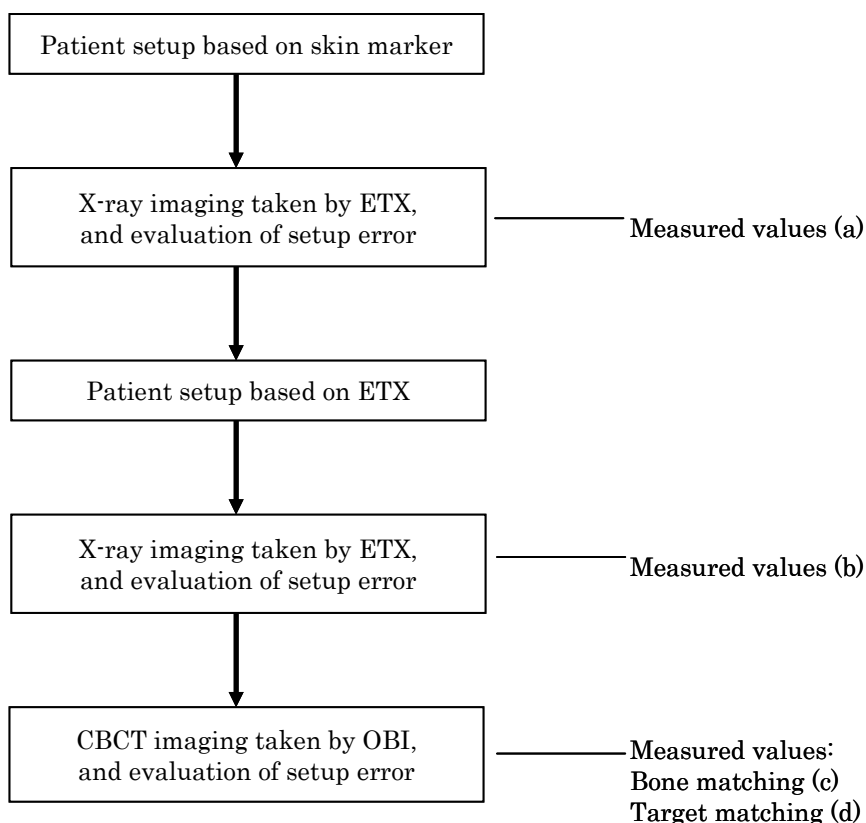 Patient setup based on skin marker
X-ray imaging taken by ETX,
and evaluation of setup error
Measured values (a)
Patient setup based on ETX
X-ray imaging taken by ETX,
and evaluation of setup error
Measured values (b)
CBCT imaging taken by OBI,
and evaluation of setup error
Measured values:
Bone matching (c)
Target matching (d)